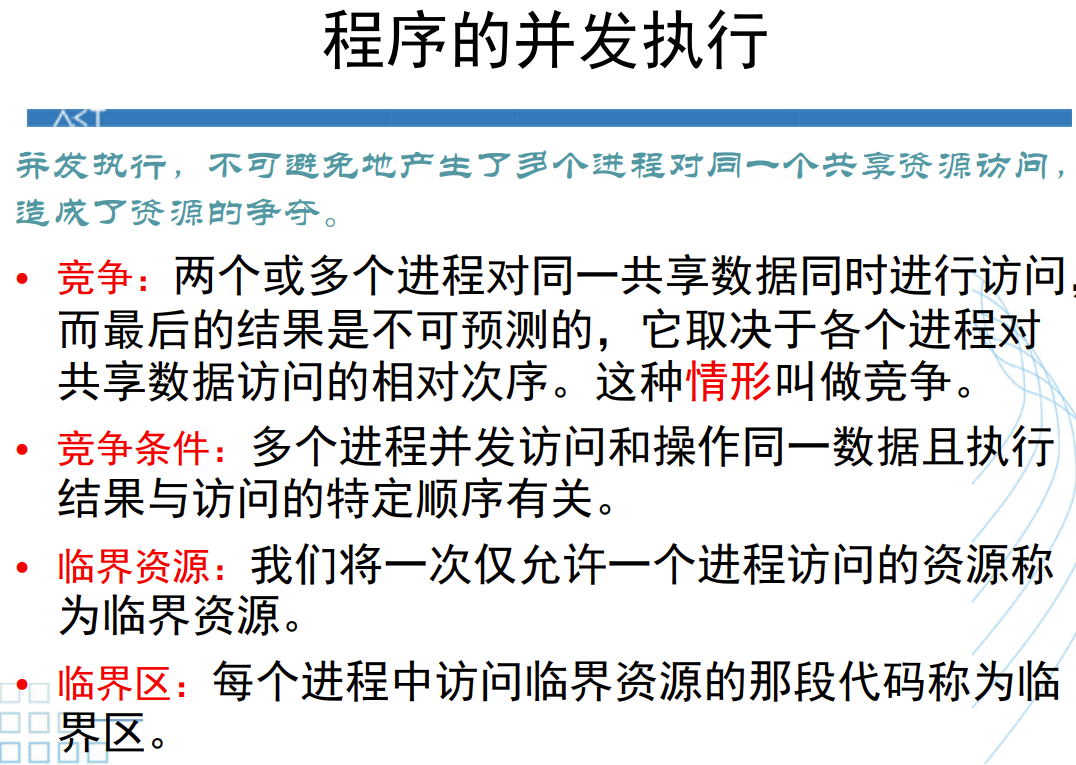 程序的并发执行
并发执行，不可避免地产生了多个进程对同一个共享资源访问，
造成了资源的争夺。
• 竞争：两个或多个进程对同一共享数据同时进行访问，
而最后的结果是不可预测的，它取决于各个进程对
共享数据访问的相对次序。这种情形叫做竞争。
• 竞争条件：多个进程并发访问和操作同一数据且执行
结果与访问的特定顺序有关。
• 临界资源：我们将一次仅允许一个进程访问的资源称
为临界资源。
• 临界区：每个进程中访问临界资源的那段代码称为临
界区。